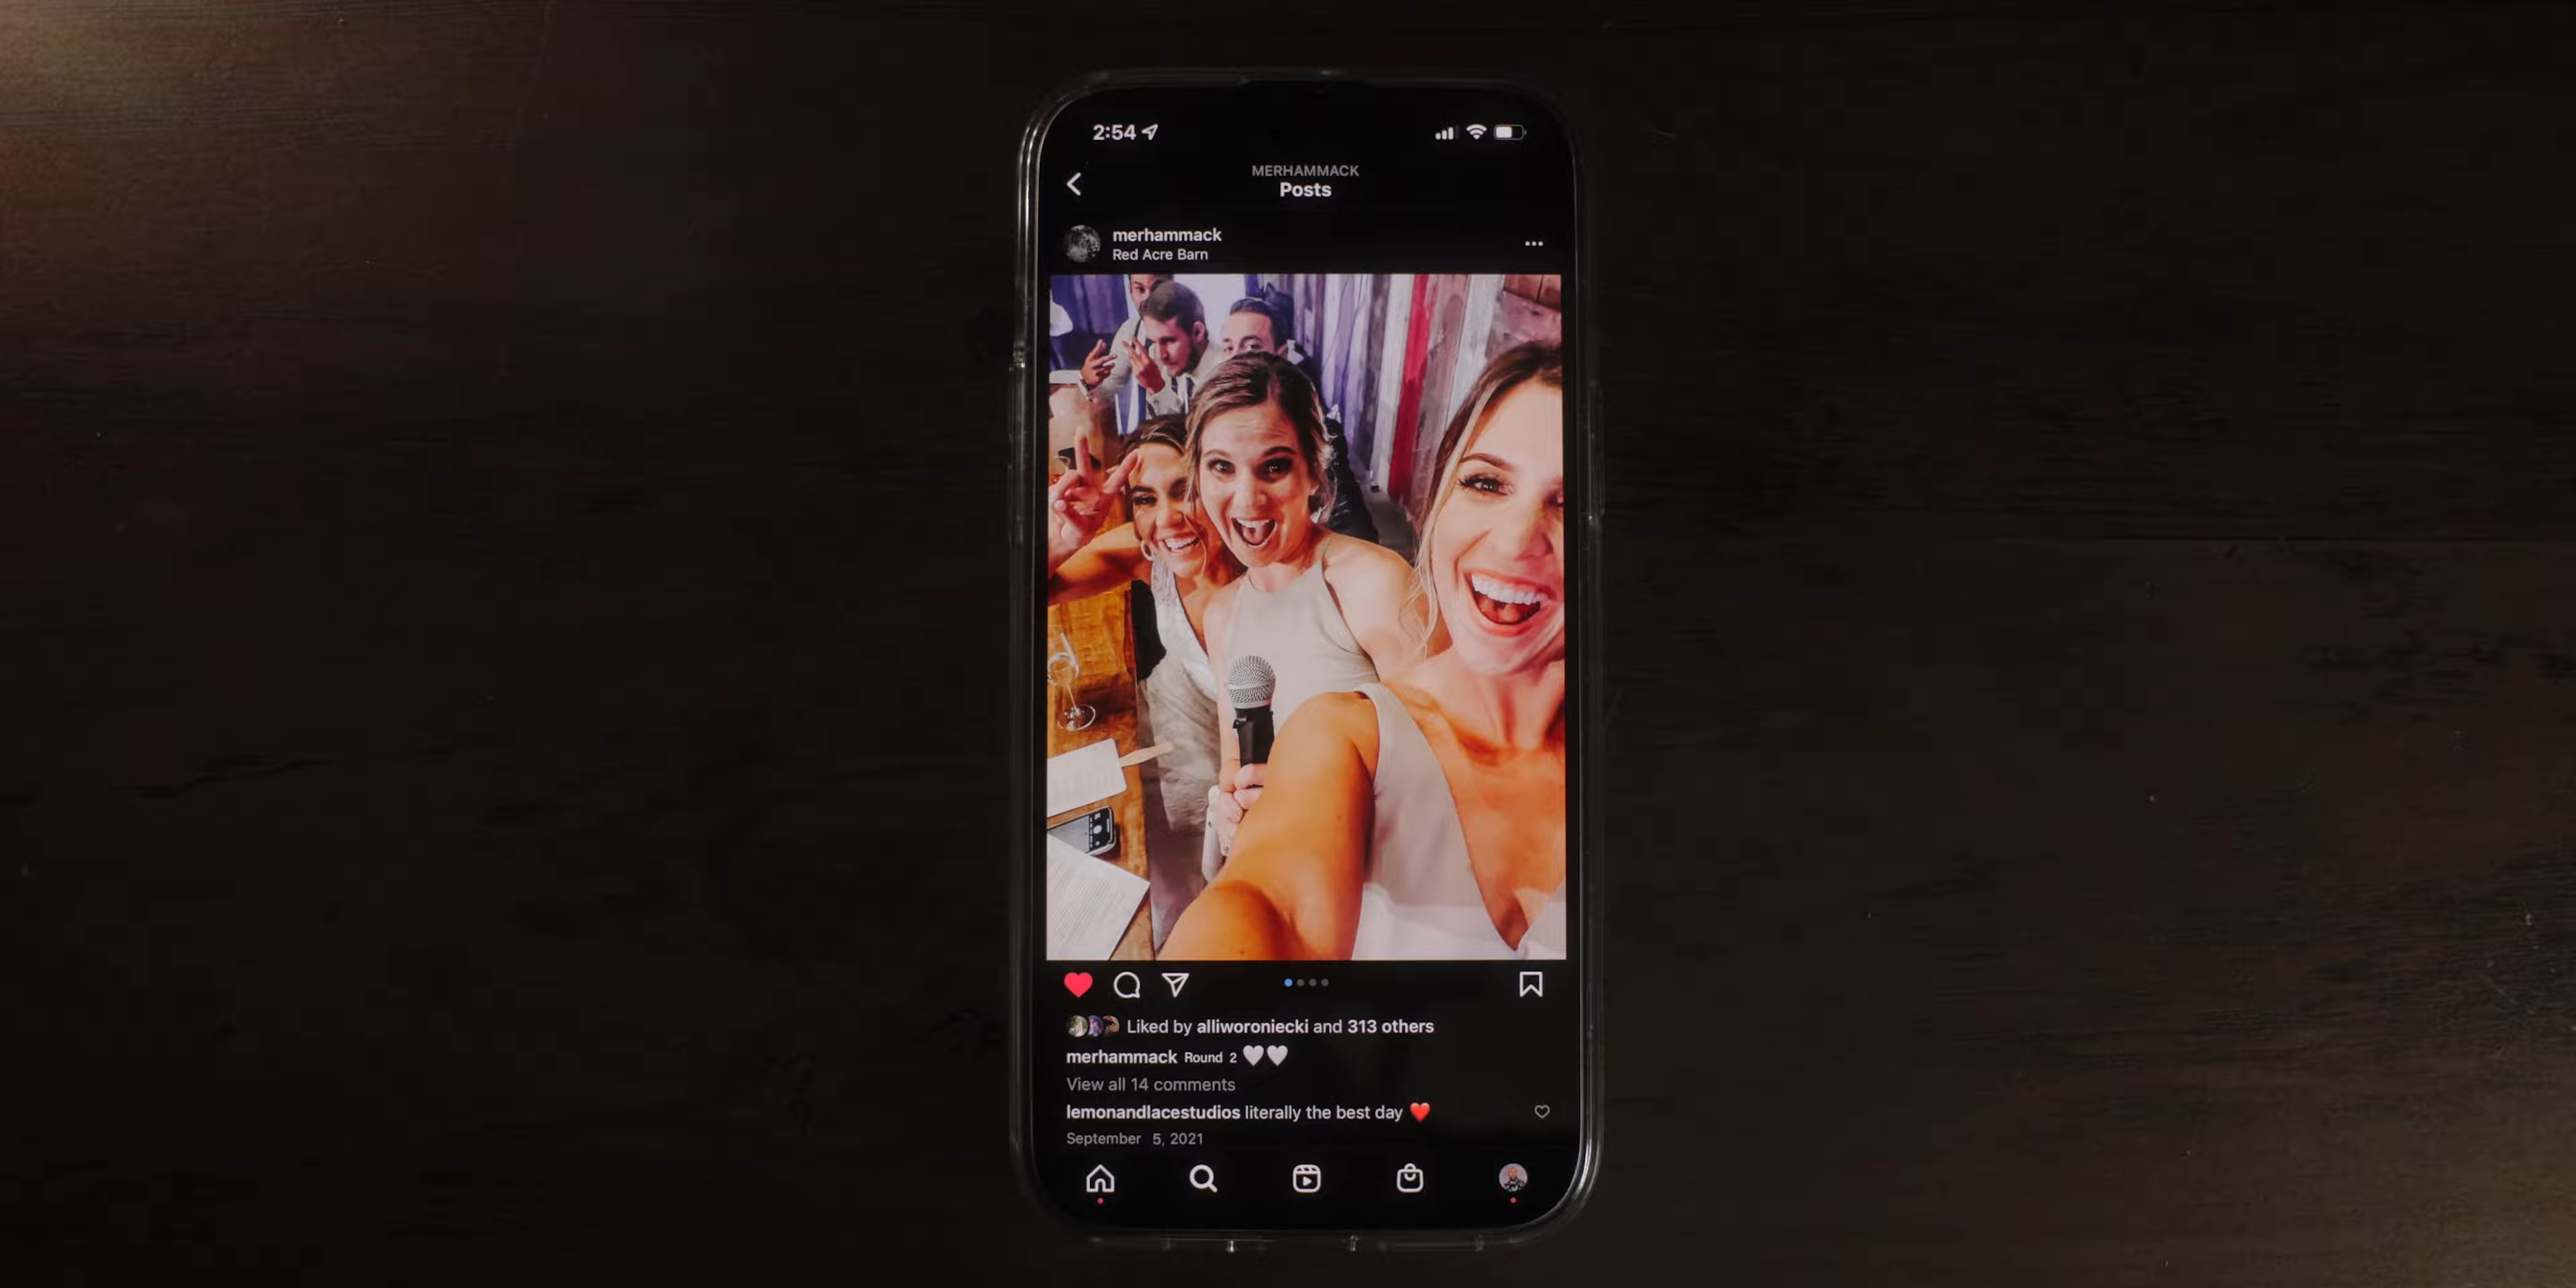 2:54
MERHAMMACK
Posts
merhammack
Red Acre Barn
Liked by alliworoniecki and 313 others
merhammack Round 2 🤍🤍
View all 14 comments
lemonandlacestudios literally the best day ❤️
September 5, 2021